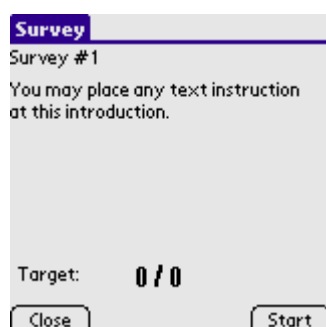 Survey
Survey #1
You may place any text instruction
at this introduction.
Target: 0 / 0
Close Start